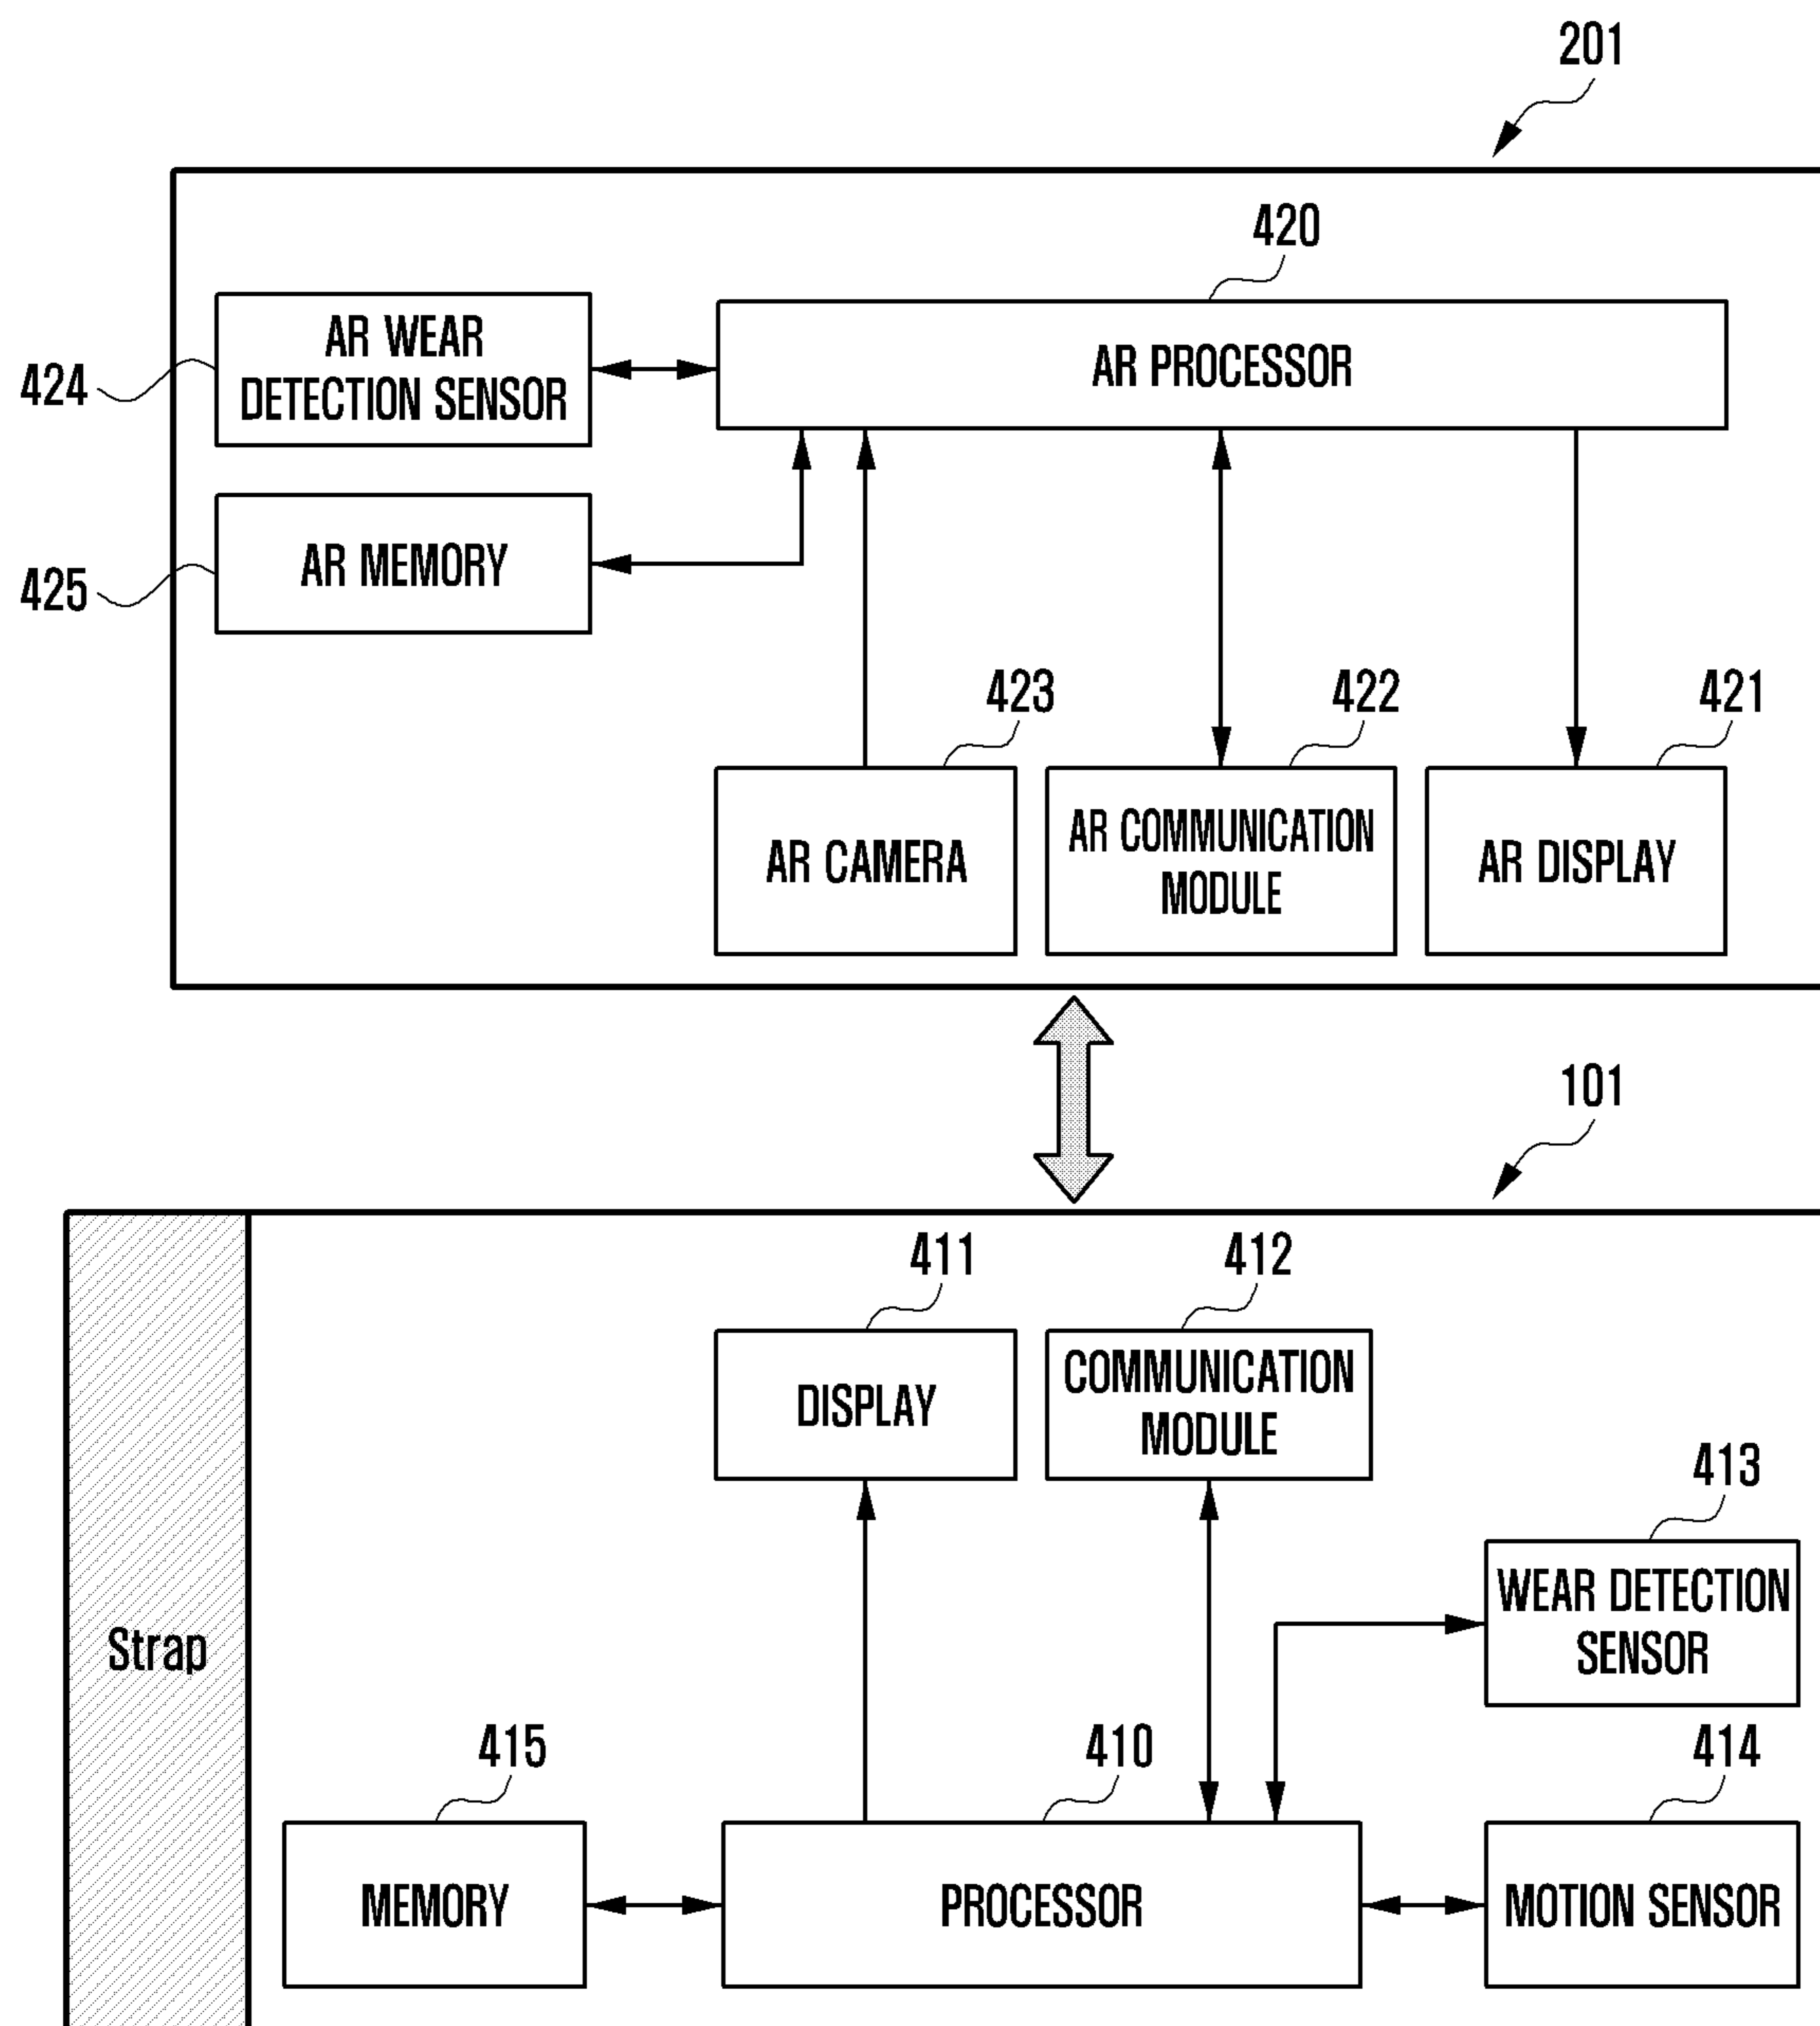 201
420
AR WEAR
DETECTION SENSOR
AR PROCESSOR
424
AR MEMORY
425
423
422
421
AR CAMERA
AR COMMUNICATION
MODULE
AR DISPLAY
101
411
412
DISPLAY
COMMUNICATION
MODULE
413
WEAR DETECTION
SENSOR
Strap
415
410
414
MEMORY
PROCESSOR
MOTION SENSOR